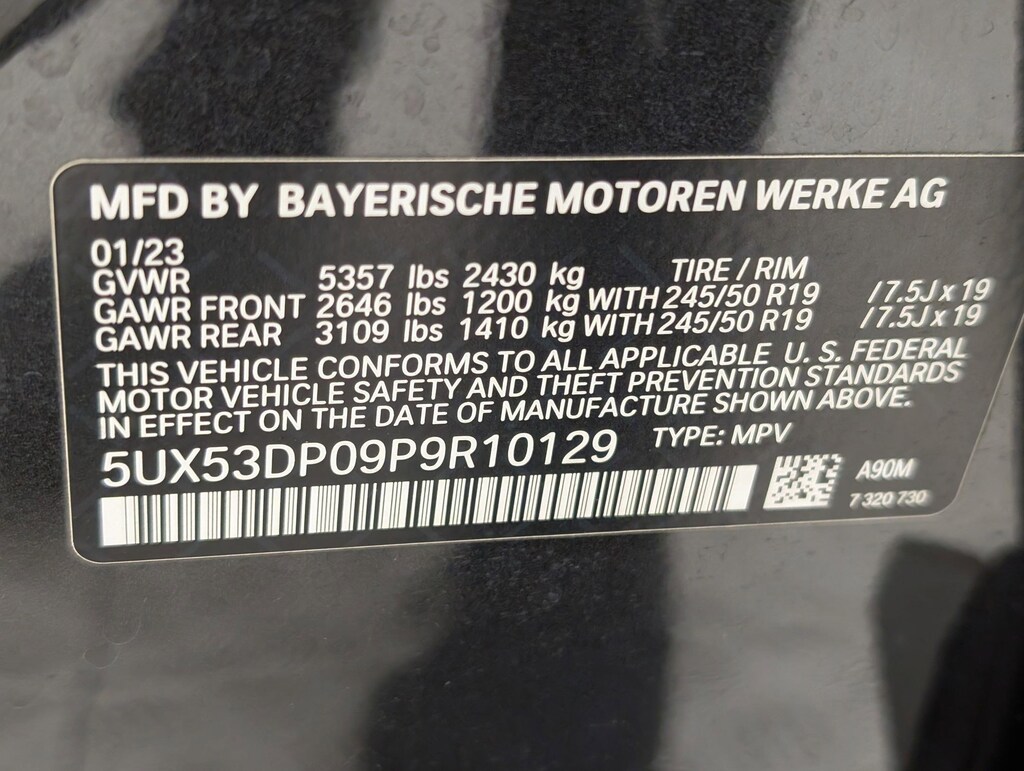 MFD BY BAYERISCHE MOTOREN WERKE AG
01/23
GVWR 5357 lbs 2430 kg TIRE / RIM
GAWR FRONT 2646 lbs 1200 kg WITH 245/50 R19 / 7.5J x 19
GAWR REAR 3109 lbs 1410 kg WITH 245/50 R19 / 7.5J x 19
THIS VEHICLE CONFORMS TO ALL APPLICABLE U. S. FEDERAL
MOTOR VEHICLE SAFETY AND THEFT PREVENTION STANDARDS
IN EFFECT ON THE DATE OF MANUFACTURE SHOWN ABOVE.
5UX53DP09P9R10129 TYPE: MPV
A90M
7 320 730